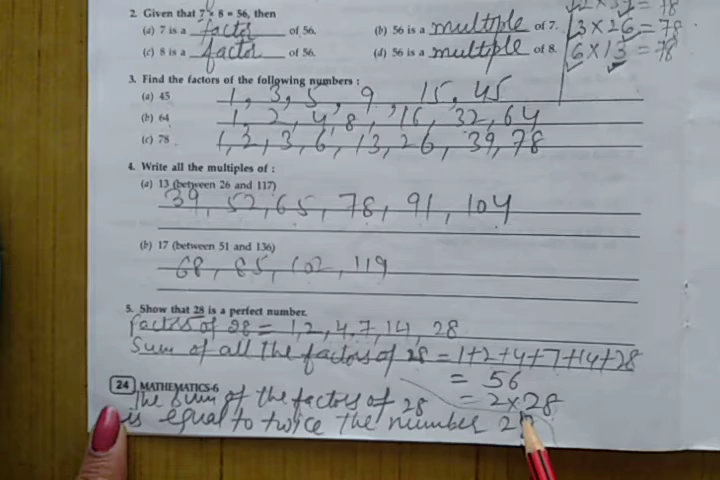 12 × 39 = 78
2. Given that 7 × 8 = 56, then
(a) 7 is a factor of 56. (b) 56 is a multiple of 7. 3 × 26 = 78
(c) 8 is a factor of 56. (d) 56 is a multiple of 8. 6 × 13 = 78
3. Find the factors of the following numbers :
(a) 45 1, 3, 5, 9, 15, 45
(b) 64 1, 2, 4, 8, 16, 32, 64
(c) 78 1, 2, 3, 6, 13, 26, 39, 78
4. Write all the multiples of :
(a) 13 (between 26 and 117)
39, 52, 65, 78, 91, 104
(b) 17 (between 51 and 136)
68, 85, 102, 119
5. Show that 28 is a perfect number.
Factors of 28 = 1, 2, 4, 7, 14, 28
Sum of all the factors of 28 = 1+2+4+7+14+28
= 56
24 MATHEMATICS-6
= 2×28
The sum of the factors of 28
is equal to twice the number